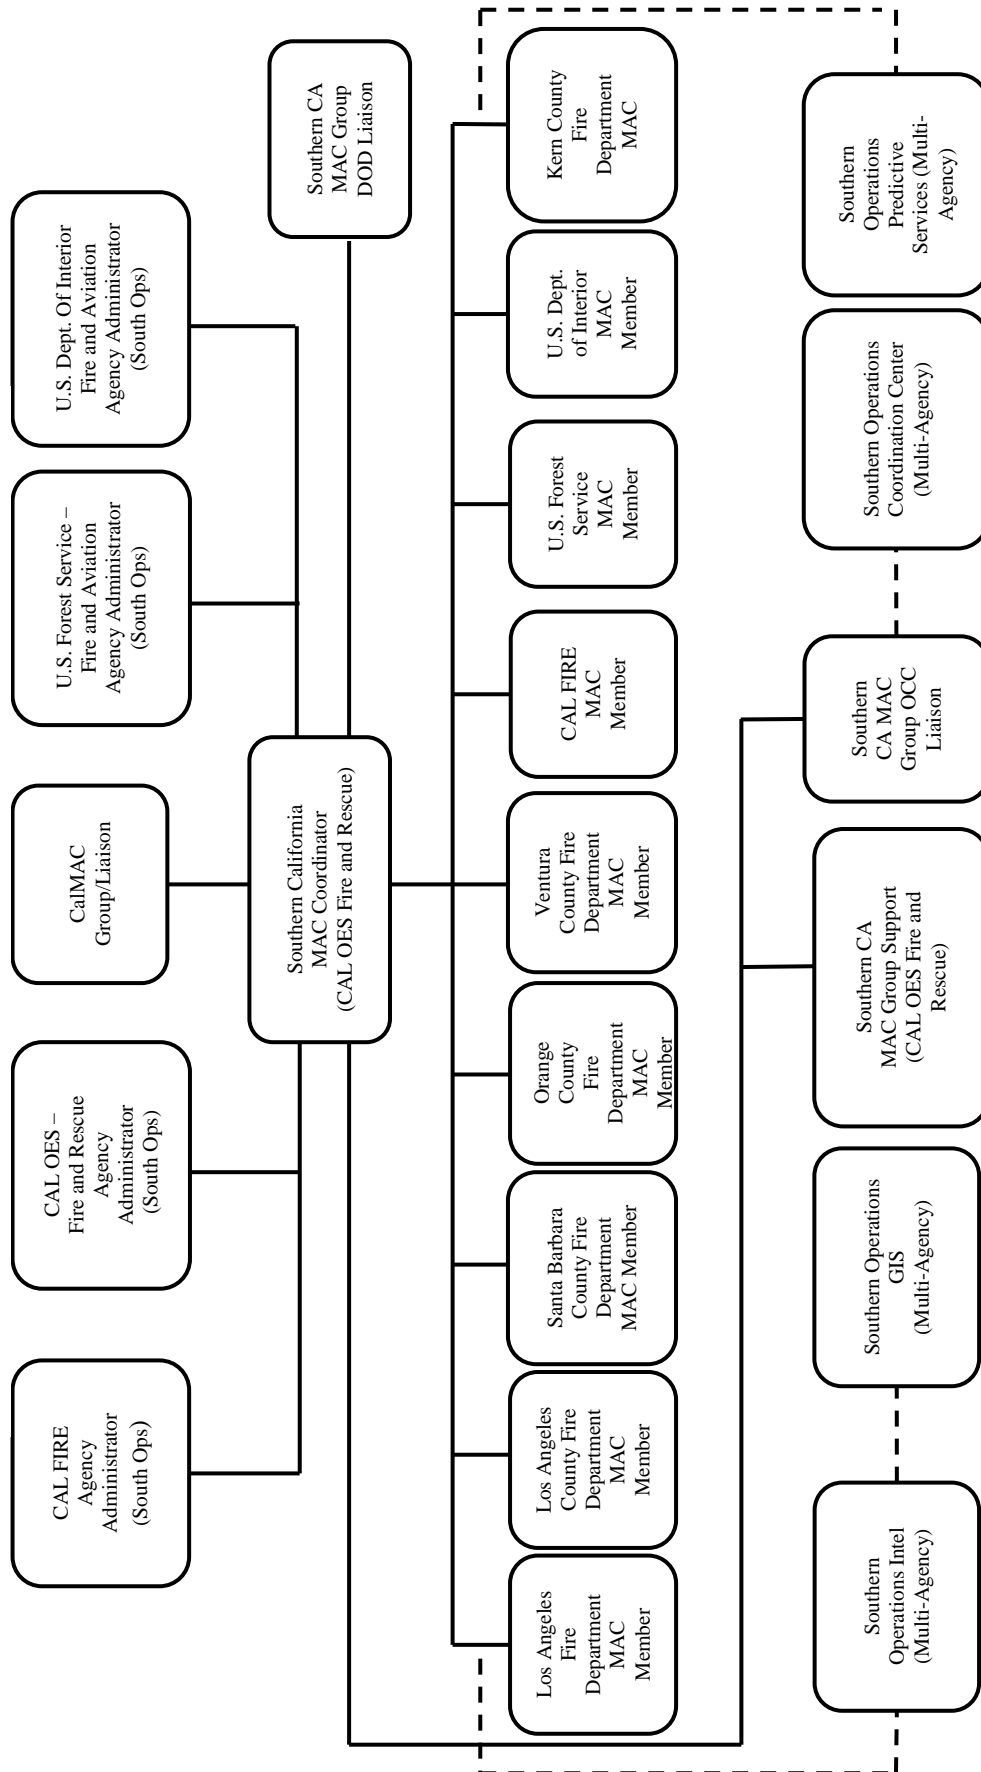 CAL FIRE
Agency
Administrator
(South Ops)
CAL OES –
Fire and Rescue
Agency
Administrator
(South Ops)
CalMAC
Group/Liaison
U.S. Forest Service –
Fire and Aviation
Agency Administrator
(South Ops)
U.S. Dept. Of Interior
Fire and Aviation
Agency Administrator
(South Ops)
Southern California
MAC Coordinator
(CAL OES Fire and Rescue)
Southern CA
MAC Group
DOD Liaison
Los Angeles
Fire
Department
MAC
Member
Los Angeles
County Fire
Department
MAC
Member
Santa Barbara
County Fire
Department
MAC Member
Orange
County
Fire
Department
MAC
Member
Ventura
County Fire
Department
MAC
Member
CAL FIRE
MAC
Member
U.S. Forest
Service
MAC
Member
U.S. Dept.
of Interior
MAC
Member
Kern County
Fire
Department
MAC
Southern
Operations Intel
(Multi-Agency)
Southern Operations
GIS
(Multi-Agency)
Southern CA
MAC Group Support
(CAL OES Fire and
Rescue)
Southern
CA MAC
Group OCC
Liaison
Southern Operations
Coordination Center
(Multi-Agency)
Southern
Operations
Predictive
Services (Multi-
Agency)